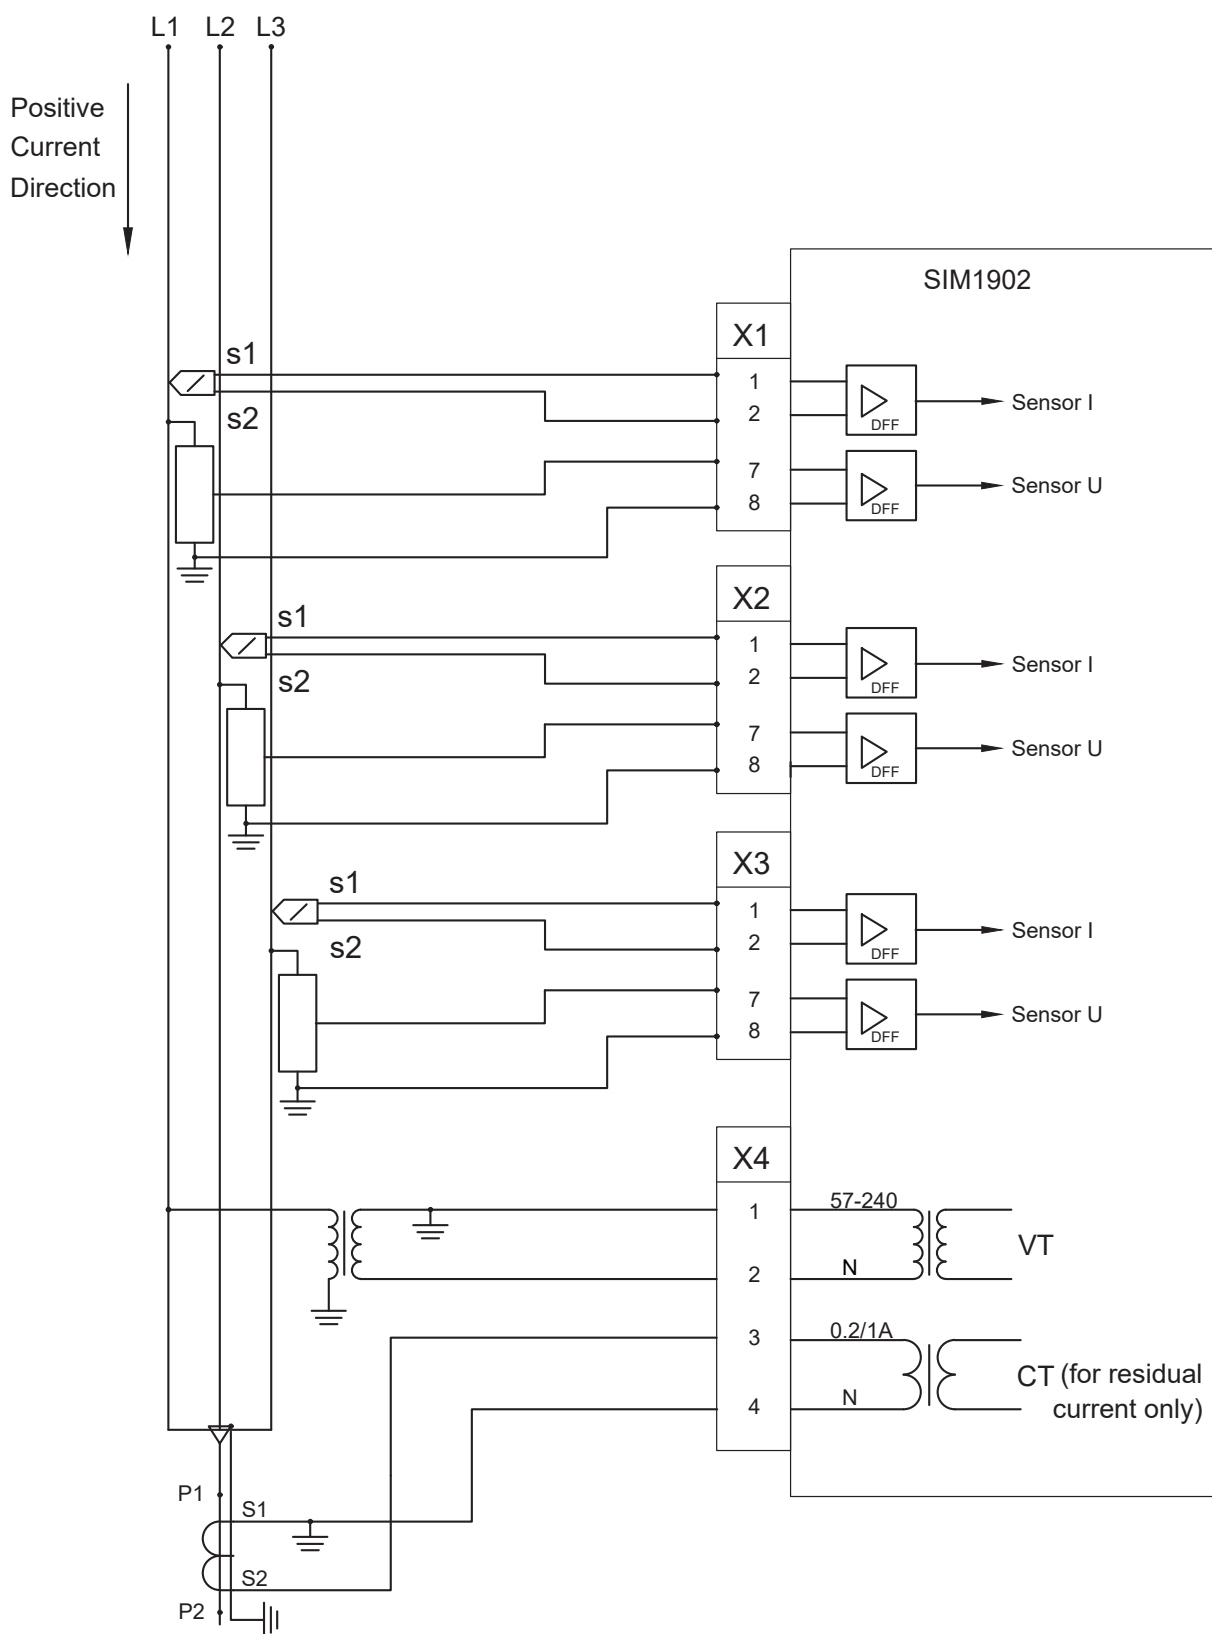 L1 L2 L3
Positive
Current
Direction
SIM1902
X1
s1
1
2
DFF
Sensor I
s2
7
8
DFF
Sensor U
X2
s1
1
2
DFF
Sensor I
s2
7
8
DFF
Sensor U
X3
s1
1
2
DFF
Sensor I
s2
7
8
DFF
Sensor U
X4
1
57-240
VT
2
N
3
0.2/1A
CT (for residual
current only)
4
N
P1
S1
S2
P2